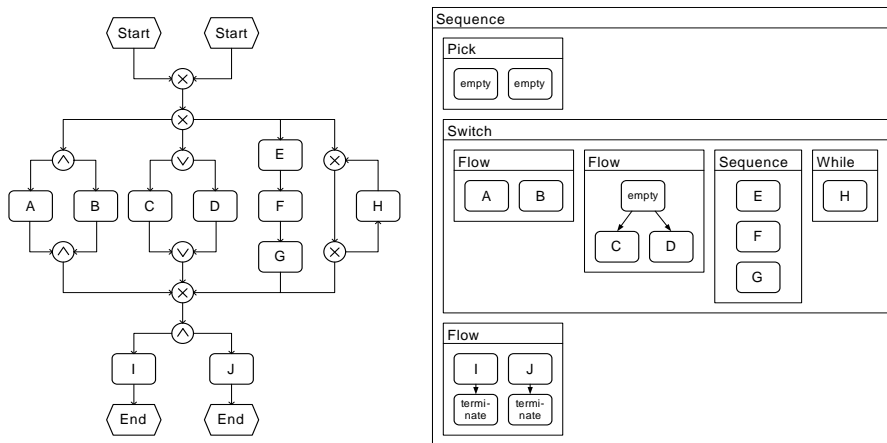 Start Start
E
A B C D F H
G
I J
End End
Sequence
Pick
empty empty
Switch
Flow Flow Sequence While
A B empty E H
C D F
G
Flow
I J
termi- termi-
nate nate